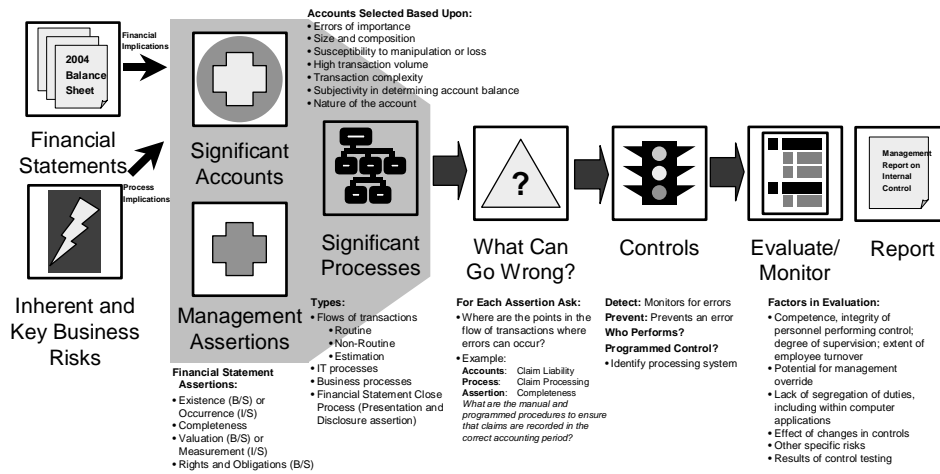 Accounts Selected Based Upon:
• Errors of importance
• Size and composition
• Susceptibility to manipulation or loss
• High transaction volume
• Transaction complexity
• Subjectivity in determining account balance
• Nature of the account
Financial
Implications
2004
Balance
Sheet
Financial
Statements
Process
Implications
Inherent and
Key Business
Risks
Significant
Accounts
Management
Assertions
Financial Statement
Assertions:
• Existence (B/S) or
Occurrence (I/S)
• Completeness
• Valuation (B/S) or
Measurement (I/S)
• Rights and Obligations (B/S)
Significant
Processes
Types:
• Flows of transactions
• Routine
• Non-Routine
• Estimation
• IT processes
• Business processes
• Financial Statement Close
Process (Presentation and
Disclosure assertion)
?
What Can
Go Wrong?
For Each Assertion Ask:
• Where are the points in the
flow of transactions where
errors can occur?
• Example:
Accounts: Claim Liability
Process: Claim Processing
Assertion: Completeness
What are the manual and
programmed procedures to ensure
that claims are recorded in the
correct accounting period?
Controls
Detect: Monitors for errors
Prevent: Prevents an error
Who Performs?
Programmed Control?
• Identify processing system
Evaluate/
Monitor
Factors in Evaluation:
• Competence, integrity of
personnel performing control;
degree of supervision; extent of
employee turnover
• Potential for management
override
• Lack of segregation of duties,
including within computer
applications
• Effect of changes in controls
• Other specific risks
• Results of control testing
Management
Report on
Internal
Control
Report